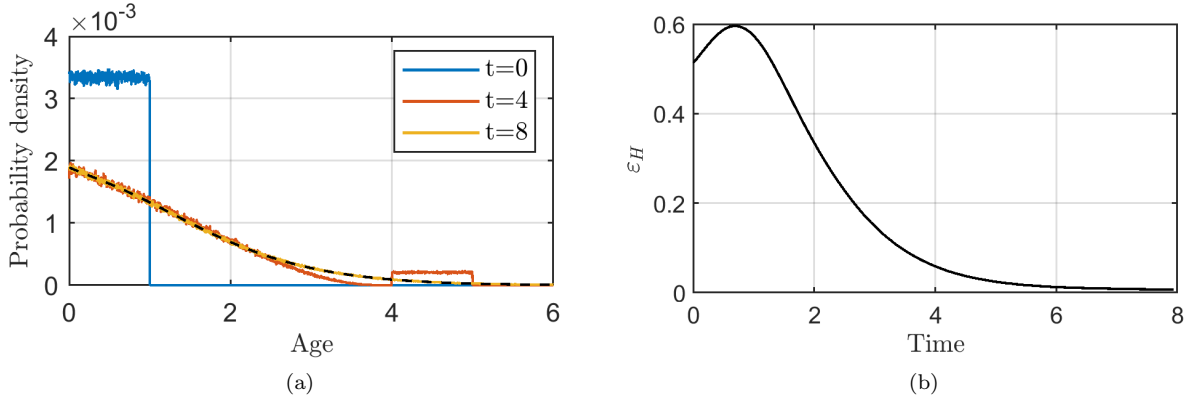 ×10⁻³
4
3
2
1
0
0 2 4 6
Probability density
Age
t=0
t=4
t=8
(a)
0.6
0.4
0.2
0
0 2 4 6 8
ε_H
Time
(b)